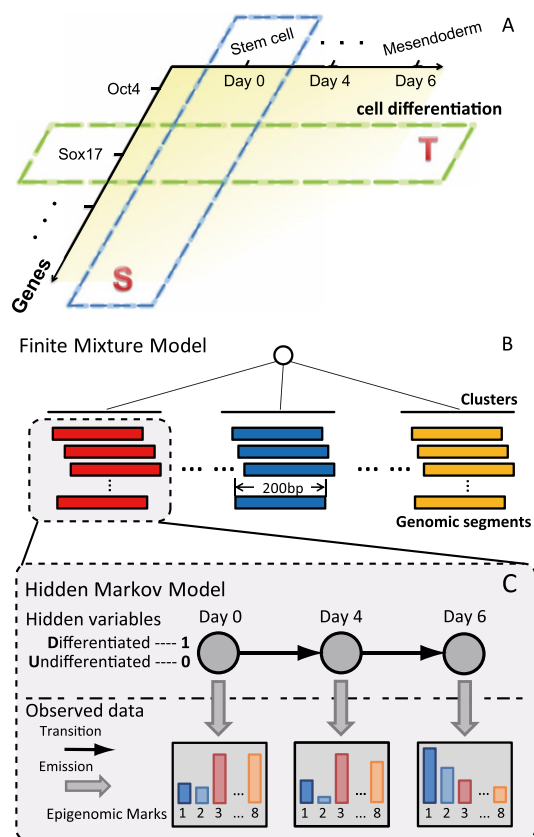 A
Stem cell
. . .
Mesendoderm
Oct4
Day 0
Day 4
Day 6
cell differentiation
Sox17
T
. . .
S
Genes
Finite Mixture Model
B
Clusters
... ...
... ...
200bp
Genomic segments
C
Hidden Markov Model
Hidden variables
Day 0
Day 4
Day 6
Differentiated ---- 1
Undifferentiated ---- 0
Observed data
Transition
Emission
Epigenomic Marks
1 2 3 ... 8
1 2 3 ... 8
1 2 3 ... 8